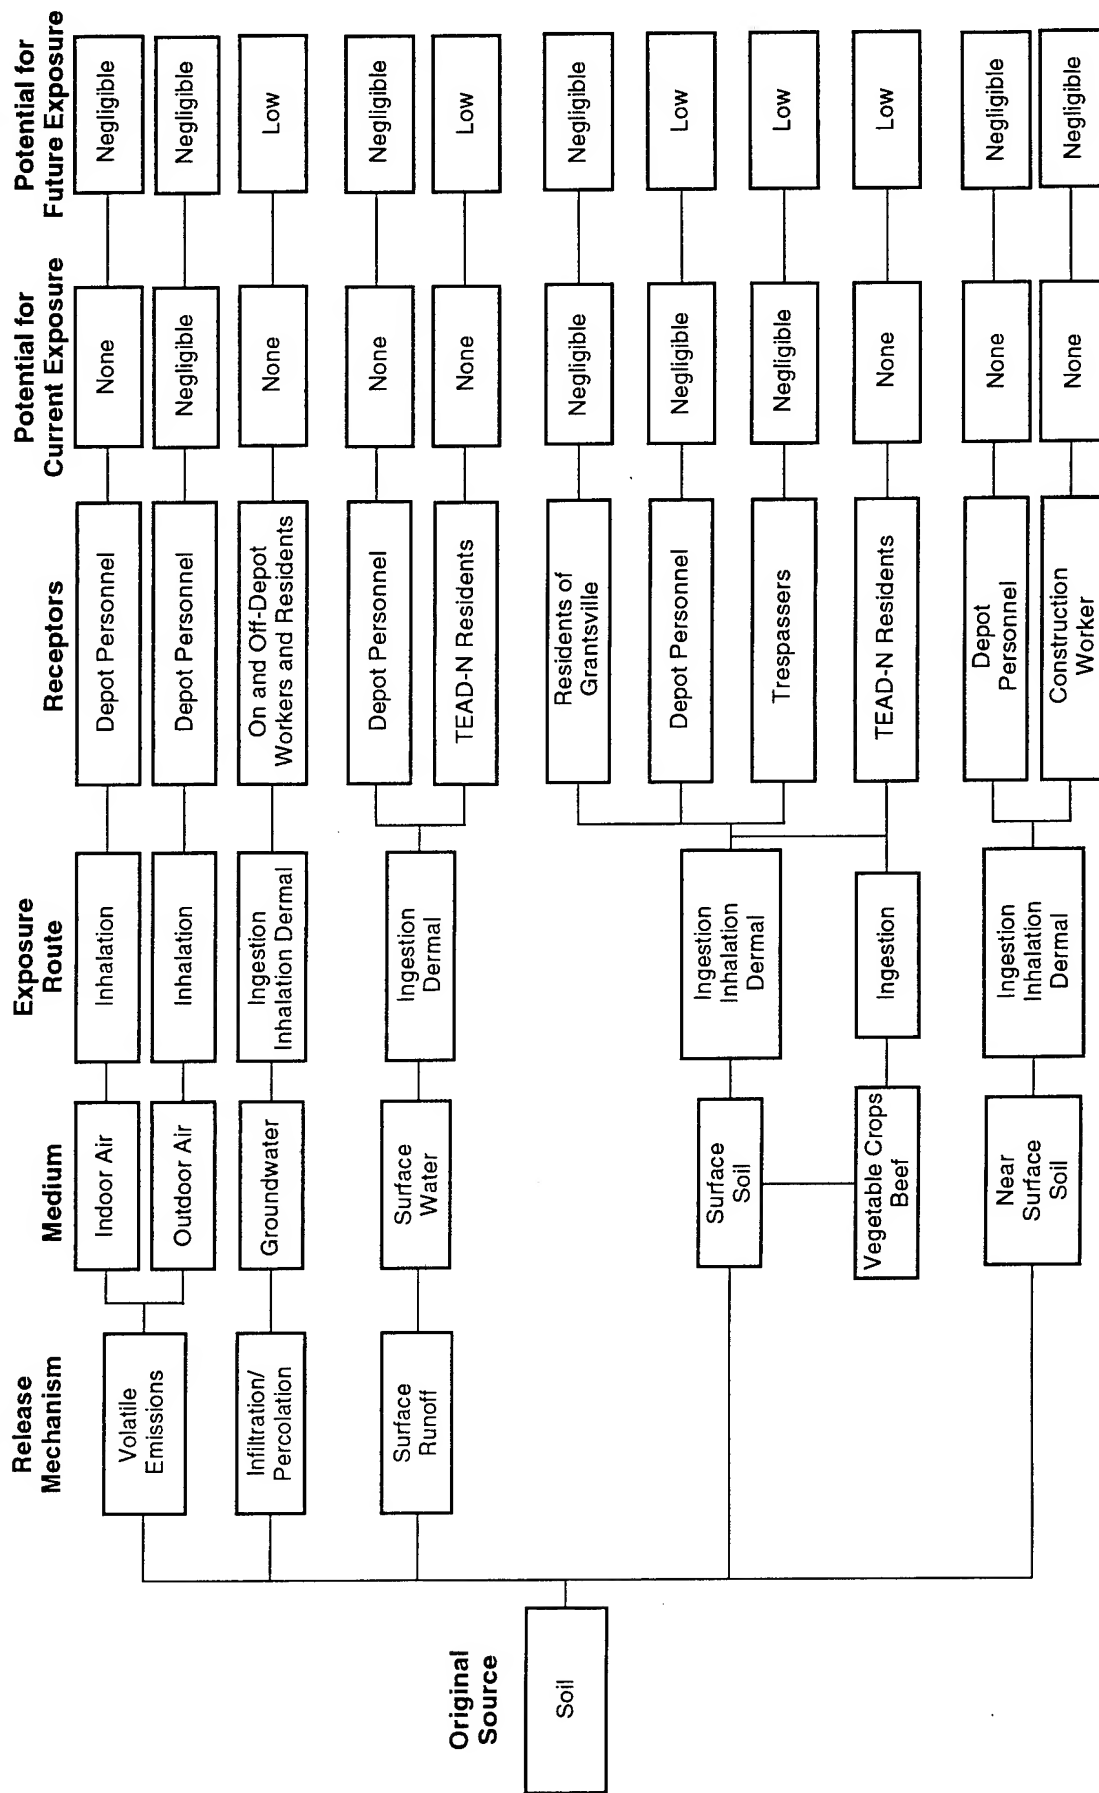 Original
Source
Release
Mechanism
Medium
Exposure
Route
Receptors
Potential for
Current Exposure
Potential for
Future Exposure
Soil
Volatile
Emissions
Indoor Air
Inhalation
Depot Personnel
None
Negligible
Outdoor Air
Inhalation
Depot Personnel
Negligible
Negligible
Infiltration/
Percolation
Groundwater
Ingestion
Inhalation Dermal
On and Off-Depot
Workers and Residents
None
Low
Surface
Runoff
Surface
Water
Ingestion
Dermal
Depot Personnel
None
Negligible
TEAD-N Residents
None
Low
Surface
Soil
Ingestion
Inhalation
Dermal
Residents of
Grantsville
Negligible
Negligible
Depot Personnel
Negligible
Low
Trespassers
Negligible
Low
Vegetable Crops
Beef
Ingestion
TEAD-N Residents
None
Low
Near
Surface
Soil
Ingestion
Inhalation
Dermal
Depot
Personnel
None
Negligible
Construction
Worker
None
Negligible